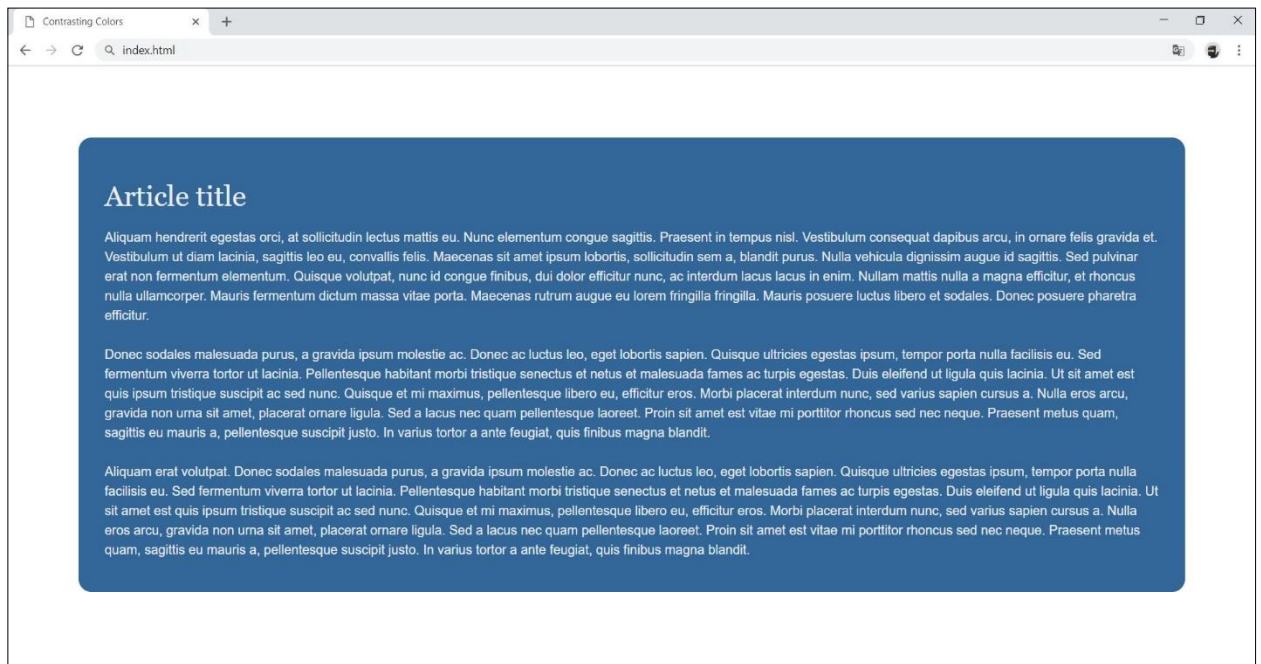 Contrasting Colors
index.html
Article title
Aliquam hendrerit egestas orci, at sollicitudin lectus mattis eu. Nunc elementum congue sagittis. Praesent in tempus nisl. Vestibulum consequat dapibus arcu, in ornare felis gravida et.
Vestibulum ut diam lacinia, sagittis leo eu, convallis felis. Maecenas sit amet ipsum lobortis, sollicitudin sem a, blandit purus. Nulla vehicula dignissim augue id sagittis. Sed pulvinar
erat non fermentum elementum. Quisque volutpat, nunc id congue finibus, dui dolor efficitur nunc, ac interdum lacus lacus in enim. Nullam mattis nulla a magna efficitur, et rhoncus
nulla ullamcorper. Mauris fermentum dictum massa vitae porta. Maecenas rutrum augue eu lorem fringilla fringilla. Mauris posuere luctus libero et sodales. Donec posuere pharetra
efficitur.
Donec sodales malesuada purus, a gravida ipsum molestie ac. Donec ac luctus leo, eget lobortis sapien. Quisque ultricies egestas ipsum, tempor porta nulla facilisis eu. Sed
fermentum viverra tortor ut lacinia. Pellentesque habitant morbi tristique senectus et netus et malesuada fames ac turpis egestas. Duis eleifend ut ligula quis lacinia. Ut sit amet est
quis ipsum tristique suscipit ac sed nunc. Quisque et mi maximus, pellentesque libero eu, efficitur eros. Morbi placerat interdum nunc, sed varius sapien cursus a. Nulla eros arcu,
gravida non urna sit amet, placerat ornare ligula. Sed a lacus nec quam pellentesque laoreet. Proin sit amet est vitae mi porttitor rhoncus sed nec neque. Praesent metus quam,
sagittis eu mauris a, pellentesque suscipit justo. In varius tortor a ante feugiat, quis finibus magna blandit.
Aliquam erat volutpat. Donec sodales malesuada purus, a gravida ipsum molestie ac. Donec ac luctus leo, eget lobortis sapien. Quisque ultricies egestas ipsum, tempor porta nulla
facilisis eu. Sed fermentum viverra tortor ut lacinia. Pellentesque habitant morbi tristique senectus et netus et malesuada fames ac turpis egestas. Duis eleifend ut ligula quis lacinia. Ut
sit amet est quis ipsum tristique suscipit ac sed nunc. Quisque et mi maximus, pellentesque libero eu, efficitur eros. Morbi placerat interdum nunc, sed varius sapien cursus a. Nulla
eros arcu, gravida non urna sit amet, placerat ornare ligula. Sed a lacus nec quam pellentesque laoreet. Proin sit amet est vitae mi porttitor rhoncus sed nec neque. Praesent metus
quam, sagittis eu mauris a, pellentesque suscipit justo. In varius tortor a ante feugiat, quis finibus magna blandit.